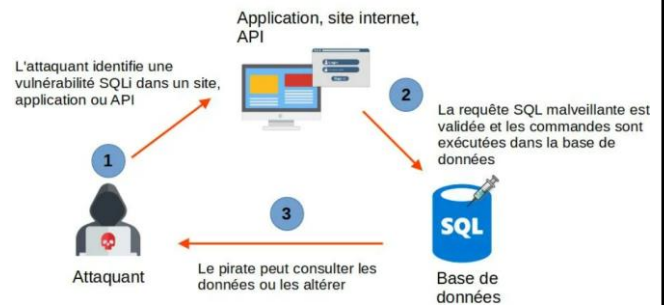 Application, site internet,
API
L'attaquant identifie une
vulnérabilité SQLi dans un site,
application ou API
2
La requête SQL malveillante est
validée et les commandes sont
exécutées dans la base de
données
1
3
SQL
Attaquant
Le pirate peut consulter les
données ou les altérer
Base de
données